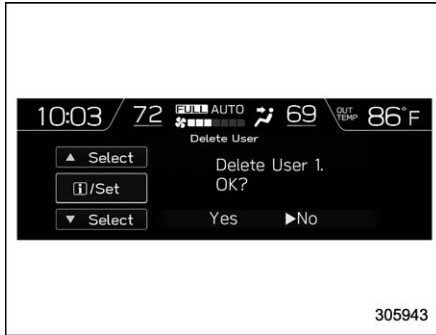 10:03 72 FULL AUTO 69 OUT TEMP 86°F
Delete User
▲ Select
Delete User 1.
i/Set
OK?
▼ Select
Yes ▶No
305943